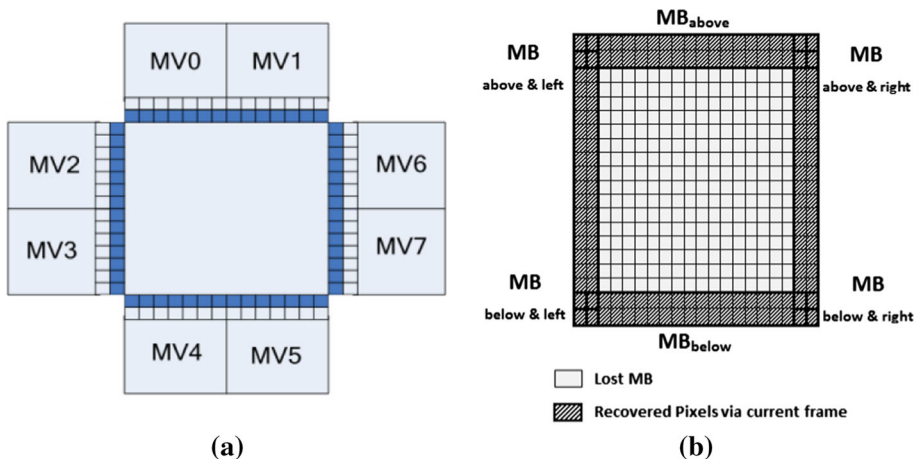 MV0 MV1
MV2
MV3
MV6
MV7
MV4 MV5
(a)
MBabove
MB
above & left
MB
above & right
MB
below & left
MB
below & right
MBbelow
Lost MB
Recovered Pixels via current frame
(b)